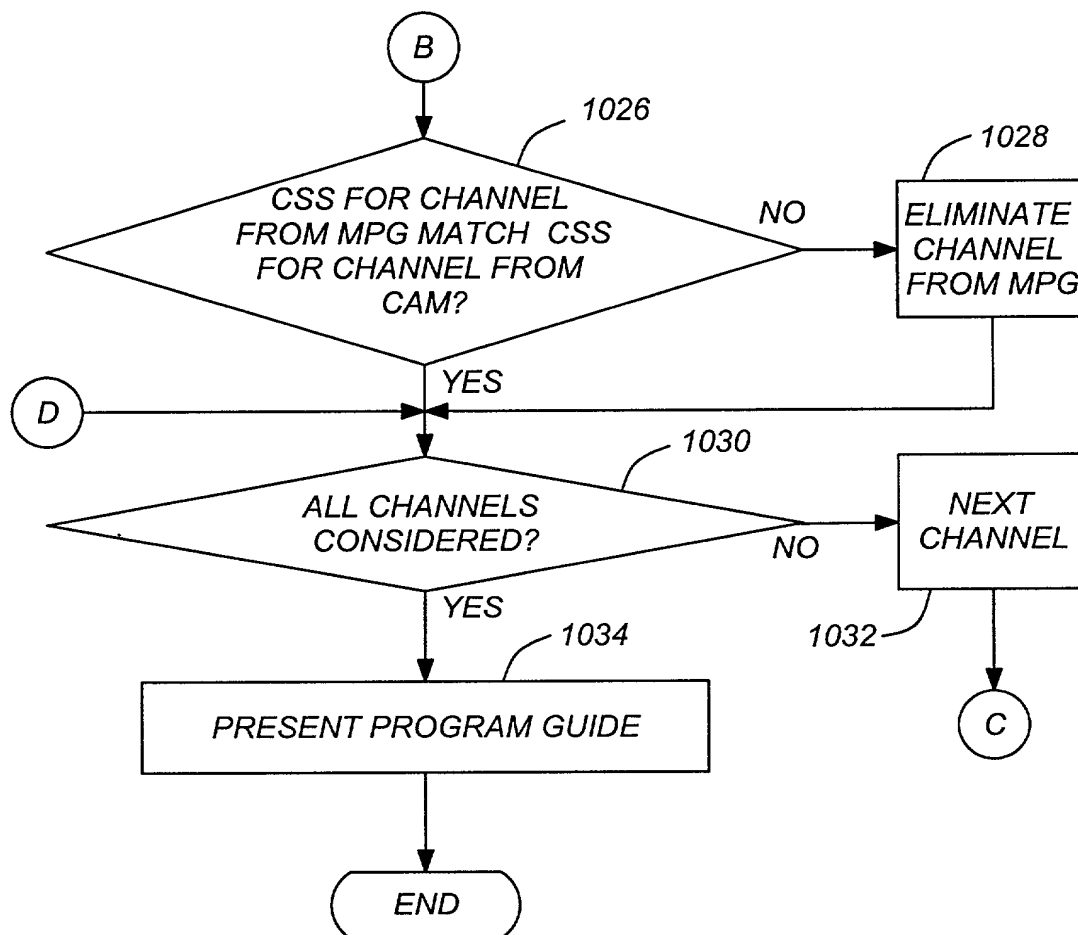 B
1026
CSS FOR CHANNEL
FROM MPG MATCH CSS
FOR CHANNEL FROM
CAM?
NO
1028
ELIMINATE
CHANNEL
FROM MPG
YES
D
1030
ALL CHANNELS
CONSIDERED?
NO
NEXT
CHANNEL
YES
1032
1034
PRESENT PROGRAM GUIDE
C
END